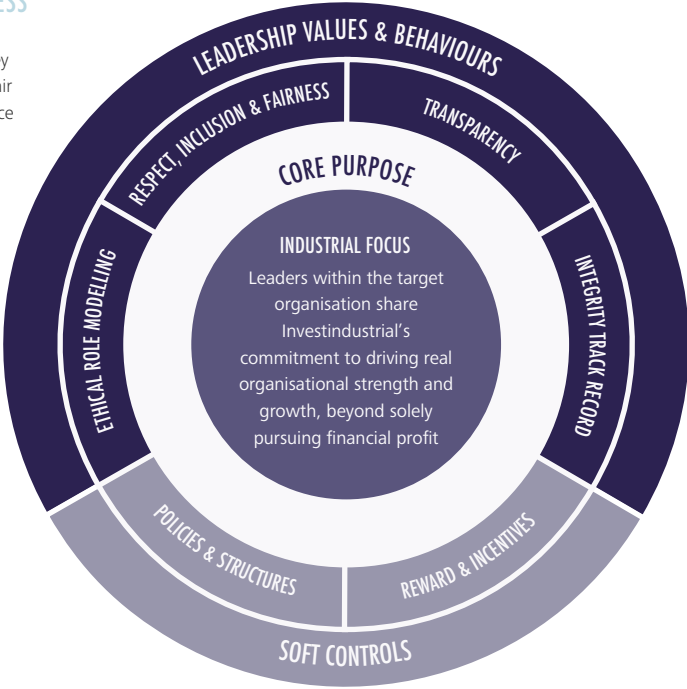 LEADERSHIP VALUES & BEHAVIOURS
RESPECT, INCLUSION & FAIRNESS
TRANSPARENCY
CORE PURPOSE
ETHICAL ROLE MODELLING
INDUSTRIAL FOCUS
Leaders within the target
organisation share
Investindustrial’s
commitment to driving real
organisational strength and
growth, beyond solely
pursuing financial profit
INTEGRITY TRACK RECORD
POLICIES & STRUCTURES
REWARD & INCENTIVES
SOFT CONTROLS